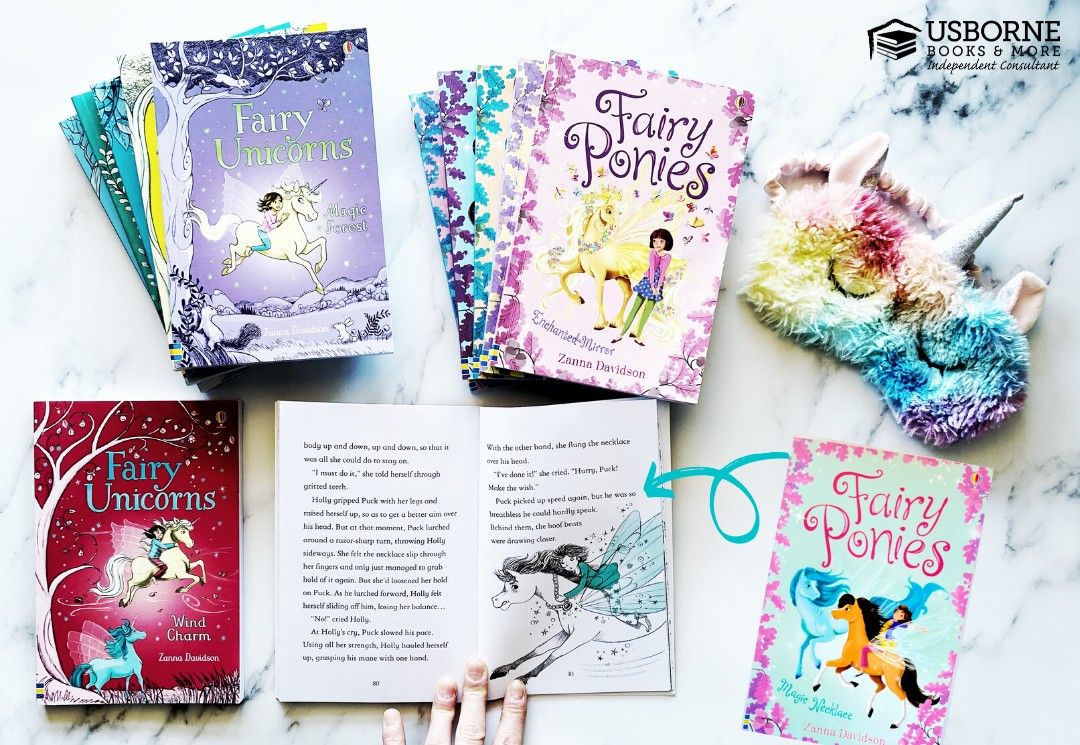 USBORNE
BOOKS & MORE
Independent Consultant
Fairy
Unicorns
Magic
Forest
Zanna Davidson
Fairy
Ponies
Enchanted Mirror
Zanna Davidson
Fairy
Unicorns
Wind
Charm
Zanna Davidson
body up and down, up and down, so that it
was all she could do to stay on.
"I must do it," she told herself through
gritted teeth.
Holly gripped Puck with her legs and
raised herself up, so as to get a better aim over
his head. But at that moment, Puck lurched
around a razor-sharp turn, throwing Holly
sideways. She felt the necklace slip through
her fingers and only just managed to grab
hold of it again. But she'd loosened her hold
on Puck. As he lurched forward, Holly felt
herself sliding off him, losing her balance...
"No!" cried Holly.
At Holly's cry, Puck slowed his pace.
Using all her strength, Holly hauled herself
up, grasping his mane with one hand.
80
With the other hand, she flung the necklace
over his head.
"I've done it!" she cried. "Hurry, Puck!
Make the wish."
Puck picked up speed again, but he was so
breathless he could hardly speak.
Behind them, the hoof beats
were drawing closer.
81
Fairy
Ponies
Magic Necklace
Zanna Davidson